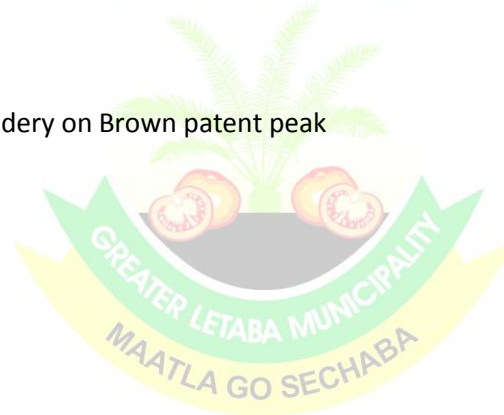 dery on Brown patent peak
GREATER LETABA MUNICIPALITY
MAATLA GO SECHABA